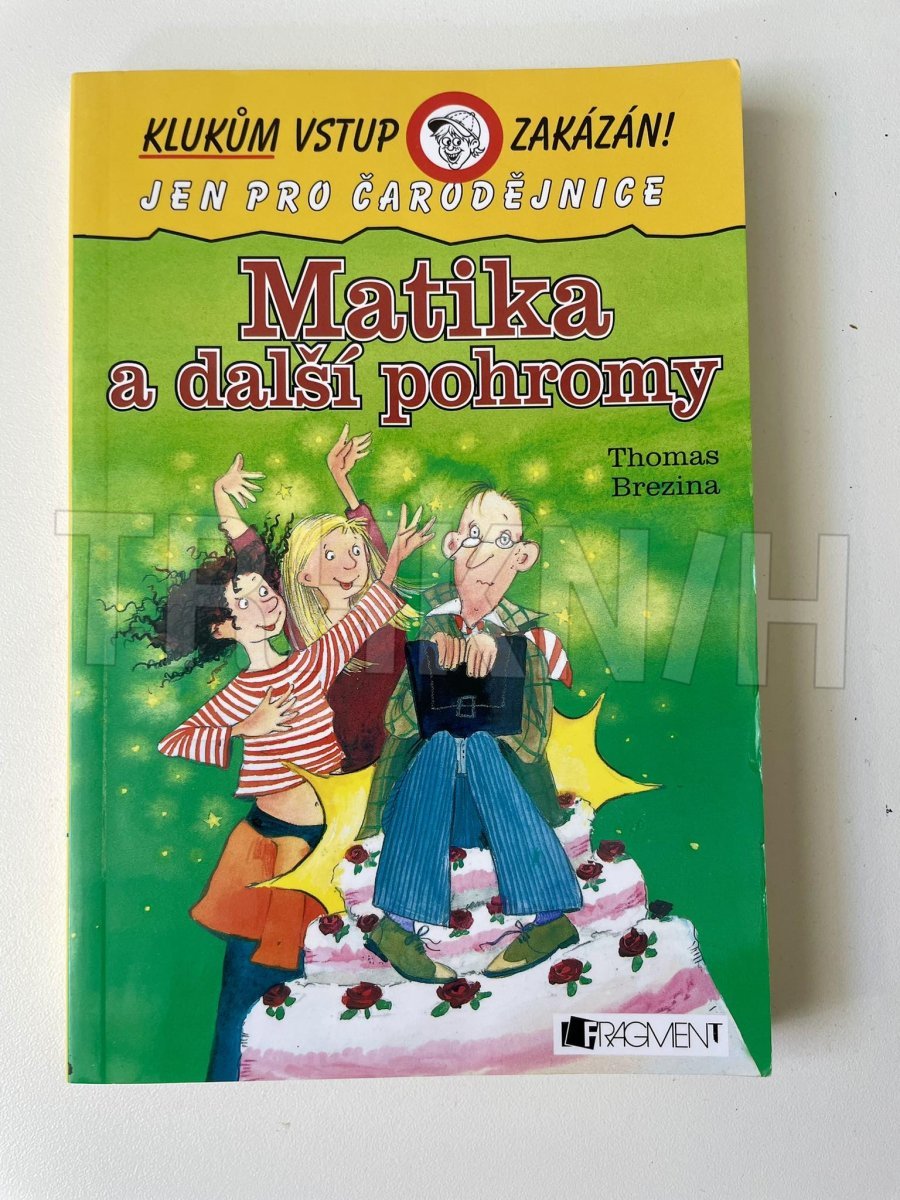 KLUKŮM VSTUP ZAKÁZÁN!
JEN PRO ČARODĚJNICE
Matika
a další pohromy
Thomas
Brezina
FRAGMENT